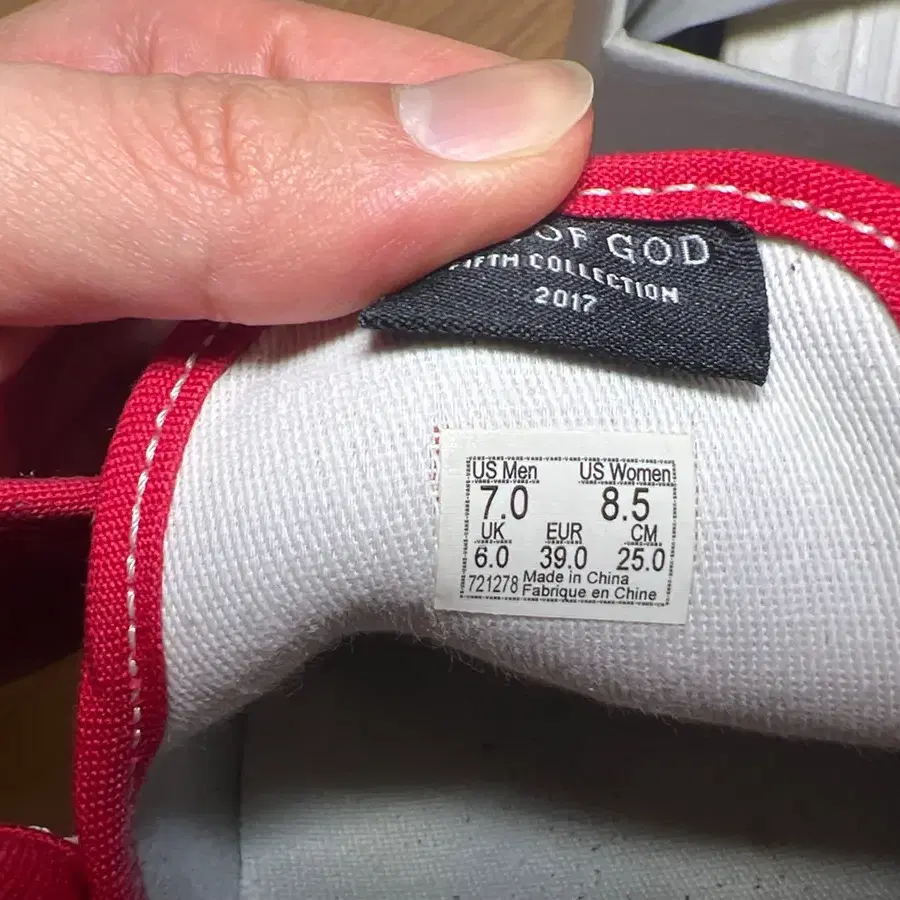 OF GOD
FIFTH COLLECTION
2017
US Men US Women
7.0 8.5
UK EUR CM
6.0 39.0 25.0
721278 Made in China
Fabrique en Chine